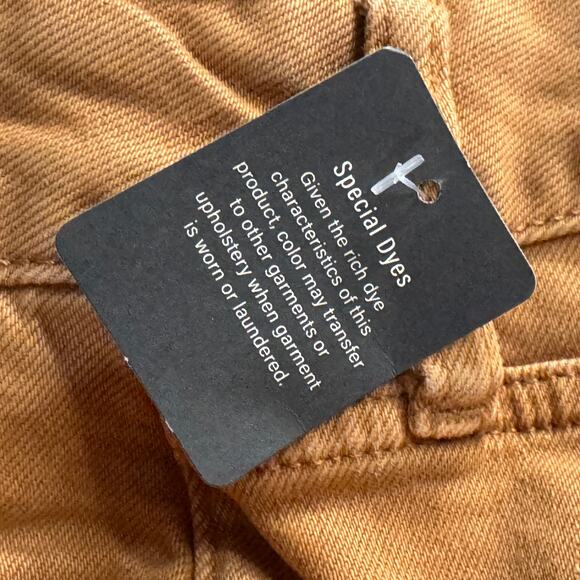 Special Dyes
Given the rich dye
characteristics of this
product, color may transfer
to other garments or
upholstery when garment
is worn or laundered.